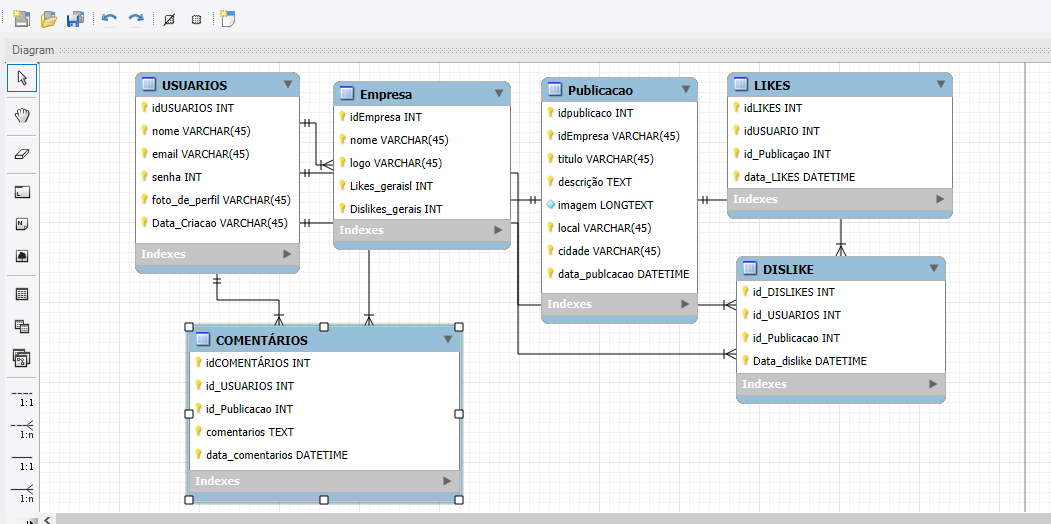 Diagram
USUARIOS
idUSUARIOS INT
nome VARCHAR(45)
email VARCHAR(45)
senha INT
foto_de_perfil VARCHAR(45)
Data_Criacao VARCHAR(45)
Indexes
Empresa
idEmpresa INT
nome VARCHAR(45)
logo VARCHAR(45)
Likes_geraisl INT
Dislikes_gerais INT
Indexes
Publicacao
idpublicaco INT
idEmpresa VARCHAR(45)
titulo VARCHAR(45)
descrição TEXT
imagem LONGTEXT
local VARCHAR(45)
cidade VARCHAR(45)
data_publcacao DATETIME
Indexes
LIKES
idLIKES INT
idUSUARIO INT
id_Publicaçao INT
data_LIKES DATETIME
Indexes
DISLIKE
id_DISLIKES INT
id_USUARIOS INT
id_Publicacao INT
Data_dislike DATETIME
Indexes
COMENTÁRIOS
idCOMENTÁRIOS INT
id_USUARIOS INT
id_Publicacao INT
comentarios TEXT
data_comentarios DATETIME
Indexes
1:1
1:n
1:1
1:n